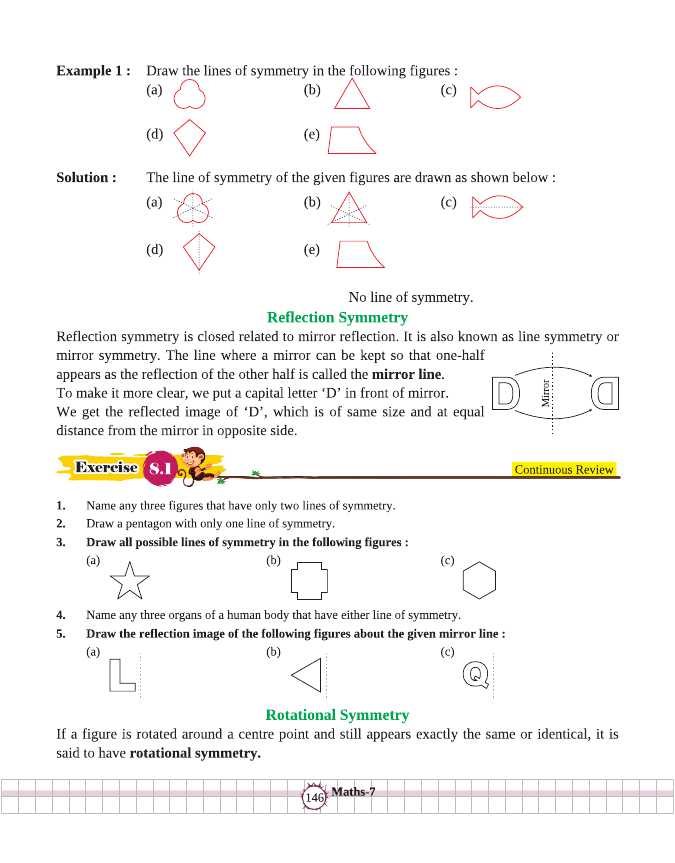 Example 1 : Draw the lines of symmetry in the following figures :
(a) (b) (c)
(d) (e)
Solution : The line of symmetry of the given figures are drawn as shown below :
(a) (b) (c)
(d) (e)
No line of symmetry.
Reflection Symmetry
Reflection symmetry is closed related to mirror reflection. It is also known as line symmetry or
mirror symmetry. The line where a mirror can be kept so that one-half
appears as the reflection of the other half is called the mirror line.
To make it more clear, we put a capital letter ‘D’ in front of mirror.
We get the reflected image of ‘D’, which is of same size and at equal
distance from the mirror in opposite side.
D Mirror D
Exercise 8.1
Continuous Review
1. Name any three figures that have only two lines of symmetry.
2. Draw a pentagon with only one line of symmetry.
3. Draw all possible lines of symmetry in the following figures :
(a) (b) (c)
4. Name any three organs of a human body that have either line of symmetry.
5. Draw the reflection image of the following figures about the given mirror line :
(a) (b) (c)
L Q
Rotational Symmetry
If a figure is rotated around a centre point and still appears exactly the same or identical, it is
said to have rotational symmetry.
146 Maths-7